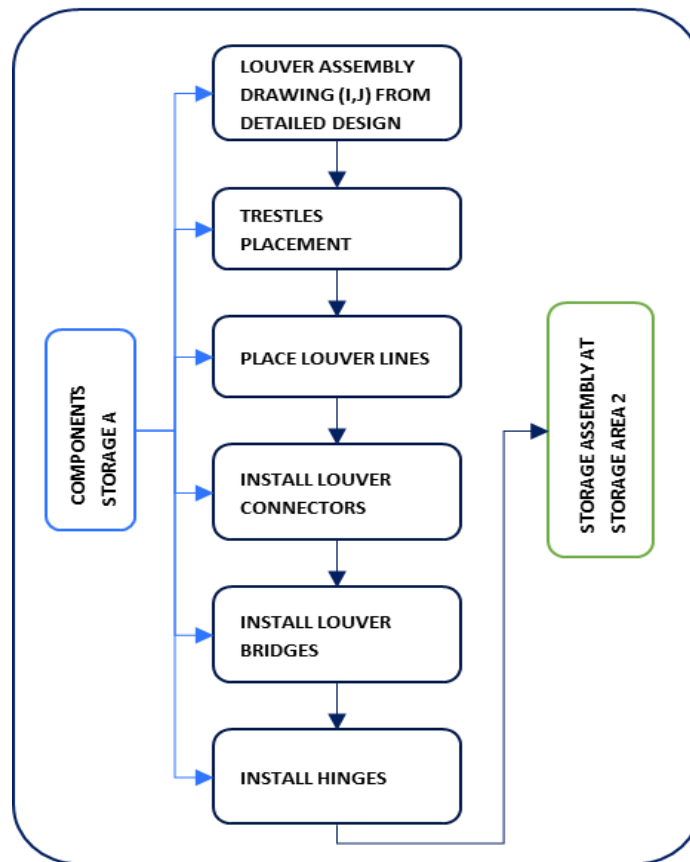 LOUVER ASSEMBLY
DRAWING (I,J) FROM
DETAILED DESIGN
TRESTLES
PLACEMENT
PLACE LOUVER LINES
COMPONENTS
STORAGE A
STORAGE ASSEMBLY AT
STORAGE AREA 2
INSTALL LOUVER
CONNECTORS
INSTALL LOUVER
BRIDGES
INSTALL HINGES